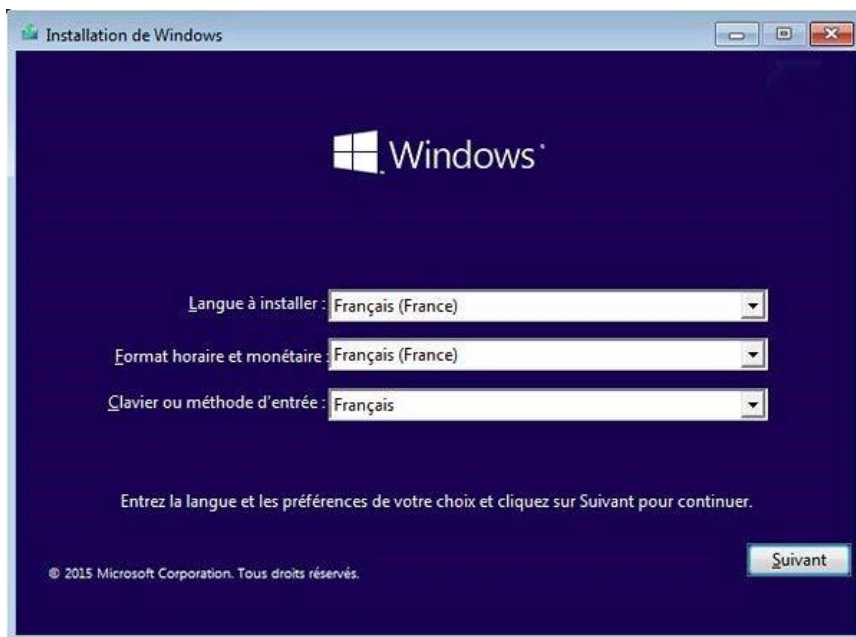 Installation de Windows
Windows
Langue à installer : Français (France)
Format horaire et monétaire : Français (France)
Clavier ou méthode d'entrée : Français
Entrez la langue et les préférences de votre choix et cliquez sur Suivant pour continuer.
Suivant
© 2015 Microsoft Corporation. Tous droits réservés.